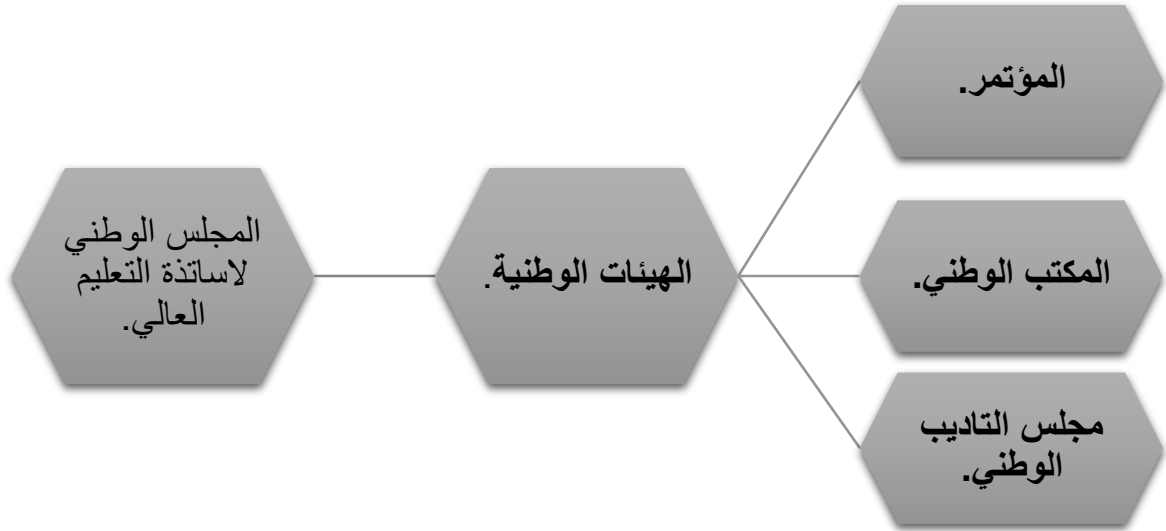 المجلس الوطني
لاساتذة التعليم
العالي.
الهيئات الوطنية.
المؤتمر.
المكتب الوطني.
مجلس التاديب
الوطني.